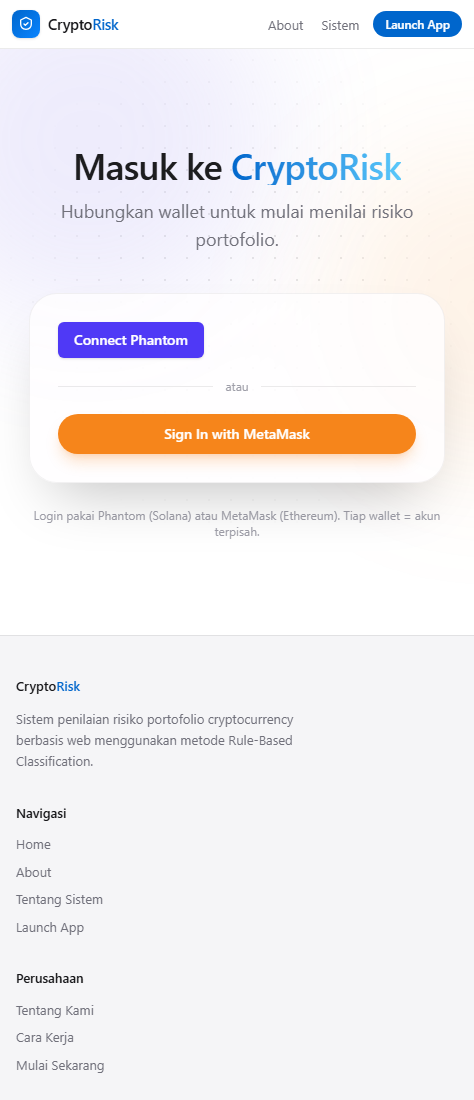 CryptoRisk
About
Sistem
Launch App
Masuk ke CryptoRisk
Hubungkan wallet untuk mulai menilai risiko
portofolio.
Connect Phantom
atau
Sign In with MetaMask
Login pakai Phantom (Solana) atau MetaMask (Ethereum). Tiap wallet = akun
terpisah.
CryptoRisk
Sistem penilaian risiko portofolio cryptocurrency
berbasis web menggunakan metode Rule-Based
Classification.
Navigasi
Home
About
Tentang Sistem
Launch App
Perusahaan
Tentang Kami
Cara Kerja
Mulai Sekarang